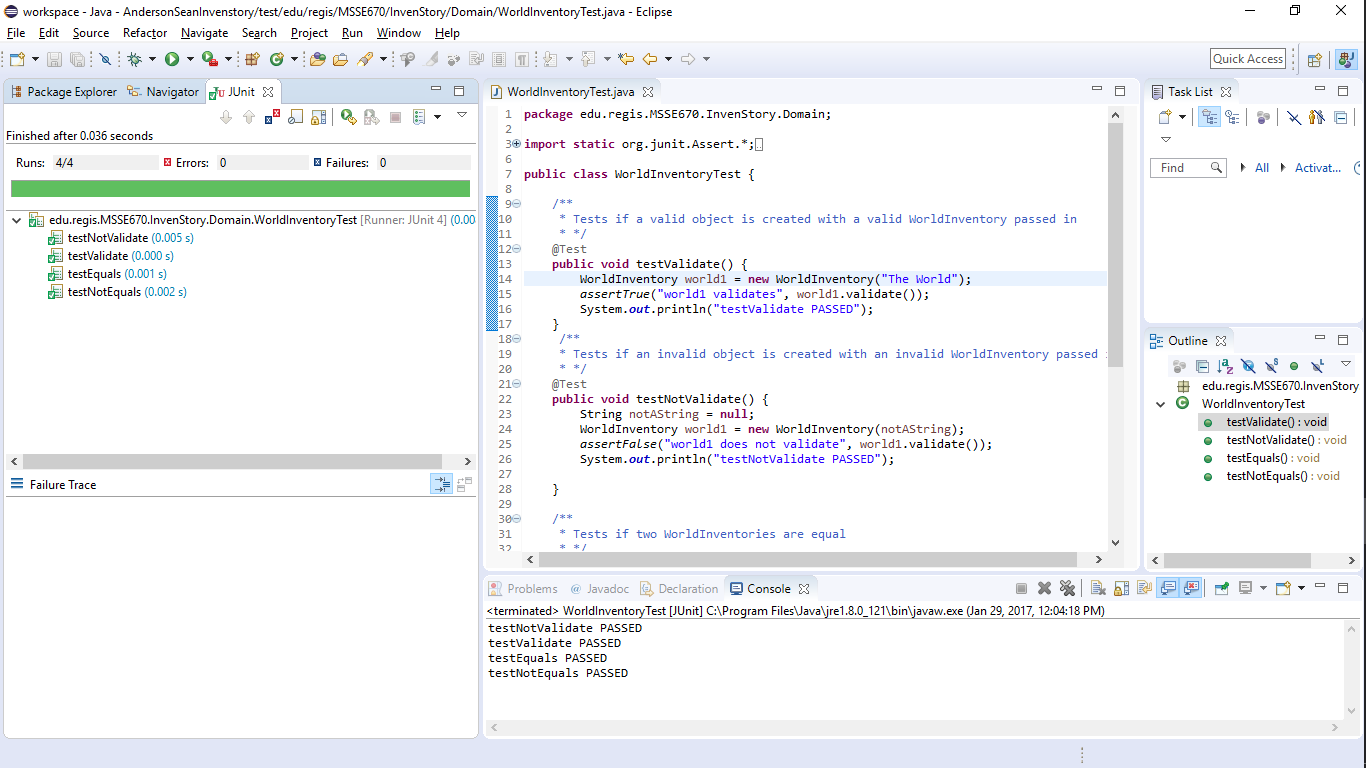 workspace - Java - AndersonSeanInvenstory/test/edu/regis/MSSE670/InvenStory/Domain/WorldInventoryTest.java - Eclipse
File Edit Source Refactor Navigate Search Project Run Window Help
Quick Access
Package Explorer Navigator JUnit
Finished after 0.036 seconds
Runs: 4/4 Errors: 0 Failures: 0
edu.regis.MSSE670.InvenStory.Domain.WorldInventoryTest [Runner: JUnit 4] (0.00
testNotValidate (0.005 s)
testValidate (0.000 s)
testEquals (0.001 s)
testNotEquals (0.002 s)
Failure Trace
WorldInventoryTest.java
1 package edu.regis.MSSE670.InvenStory.Domain;
2
3 import static org.junit.Assert.*;
6
7 public class WorldInventoryTest {
8
9 /**
10 * Tests if a valid object is created with a valid WorldInventory passed in
11 * */
12 @Test
13 public void testValidate() {
14 WorldInventory world1 = new WorldInventory("The World");
15 assertTrue("world1 validates", world1.validate());
16 System.out.println("testValidate PASSED");
17 }
18 /**
19 * Tests if an invalid object is created with an invalid WorldInventory passed
20 * */
21 @Test
22 public void testNotValidate() {
23 String notAString = null;
24 WorldInventory world1 = new WorldInventory(notAString);
25 assertFalse("world1 does not validate", world1.validate());
26 System.out.println("testNotValidate PASSED");
27
28 }
29
30 /**
31 * Tests if two WorldInventories are equal
32 * */
Task List
Find All Activat...
Outline
edu.regis.MSSE670.InvenStory
WorldInventoryTest
testValidate() : void
testNotValidate() : void
testEquals() : void
testNotEquals() : void
Problems @ Javadoc Declaration Console
<terminated> WorldInventoryTest [JUnit] C:\Program Files\Java\jre1.8.0_121\bin\javaw.exe (Jan 29, 2017, 12:04:18 PM)
testNotValidate PASSED
testValidate PASSED
testEquals PASSED
testNotEquals PASSED